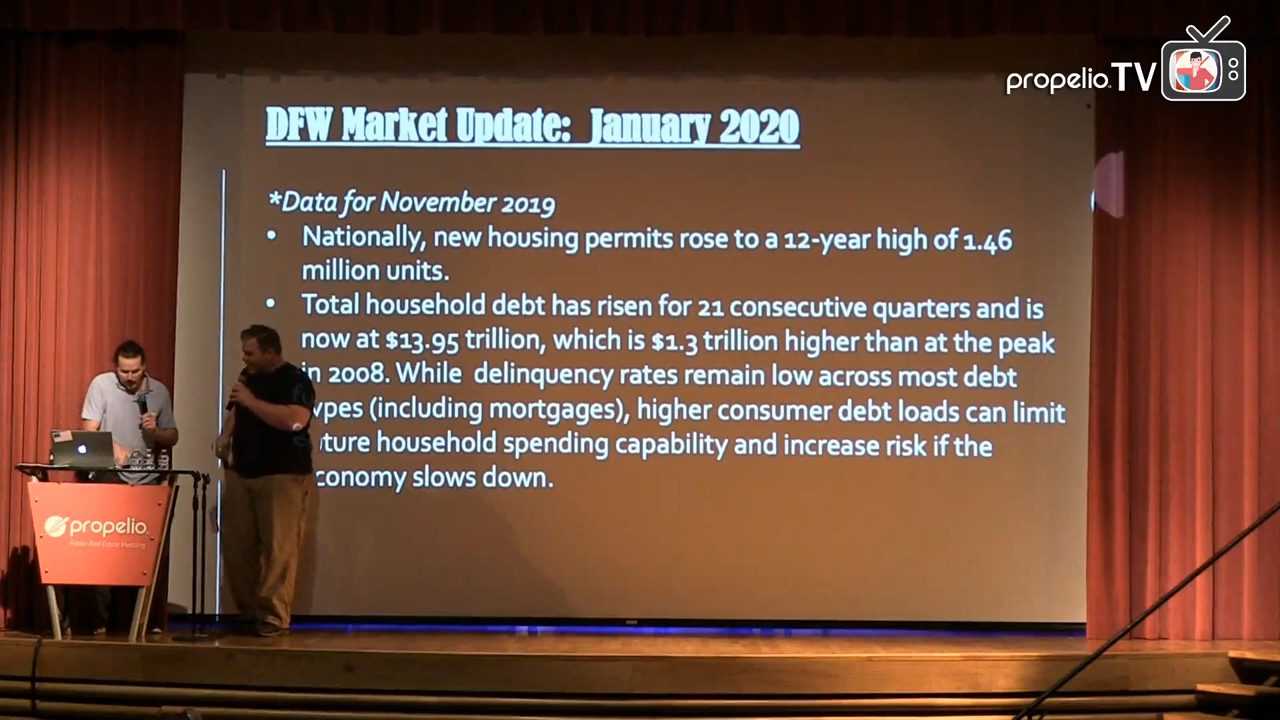 propelio.TV
DFW Market Update: January 2020
*Data for November 2019
• Nationally, new housing permits rose to a 12-year high of 1.46
million units.
• Total household debt has risen for 21 consecutive quarters and is
now at $13.95 trillion, which is $1.3 trillion higher than at the peak
in 2008. While delinquency rates remain low across most debt
ypes (including mortgages), higher consumer debt loads can limit
ture household spending capability and increase risk if the
conomy slows down.
propelio.